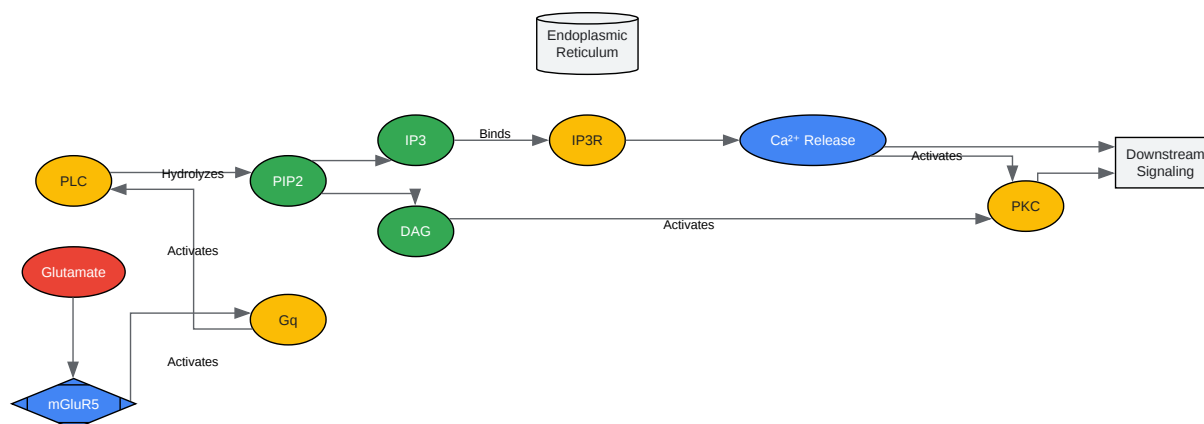 Endoplasmic
Reticulum
IP3
Binds
IP3R
Ca²⁺ Release
Activates
Downstream
Signaling
PLC
Hydrolyzes
PIP2
PKC
DAG
Activates
Activates
Glutamate
Gq
Activates
mGluR5